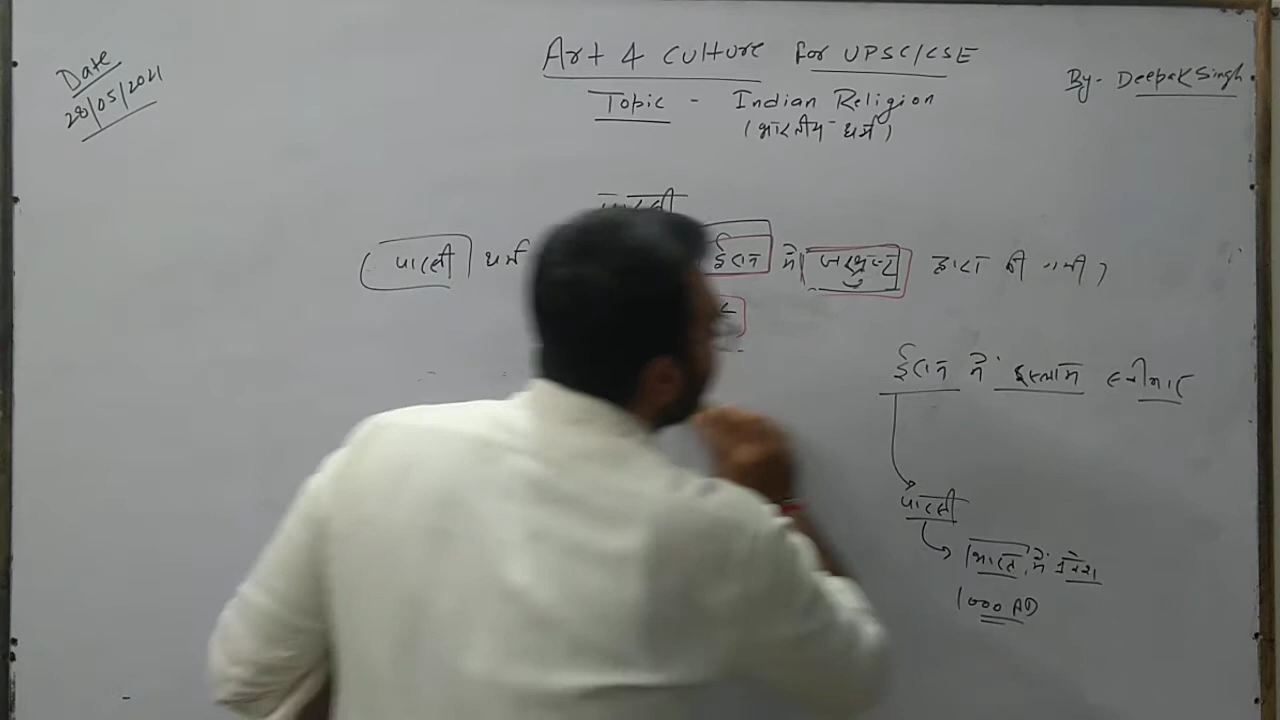 Date
28/05/2021
Art & Culture for UPSC/CSE
By- Deepak Singh
Topic - Indian Religion
(भारतीय धर्म)
पारसी
पारसी धर्म ईरान में जरथ्रुष्ट द्वारा की गयी।
ईरान में इस्लाम स्वीकार
पारसी
भारत में प्रवेश
1000 AD